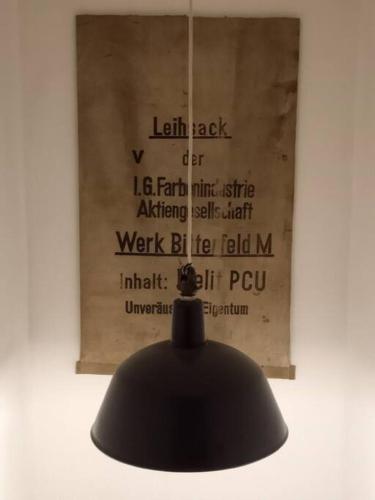 Leihsack
V der
I.G. Farbenindustrie
Aktiengesellschaft
Werk Bitterfeld M
Inhalt: PCU
Eigentum